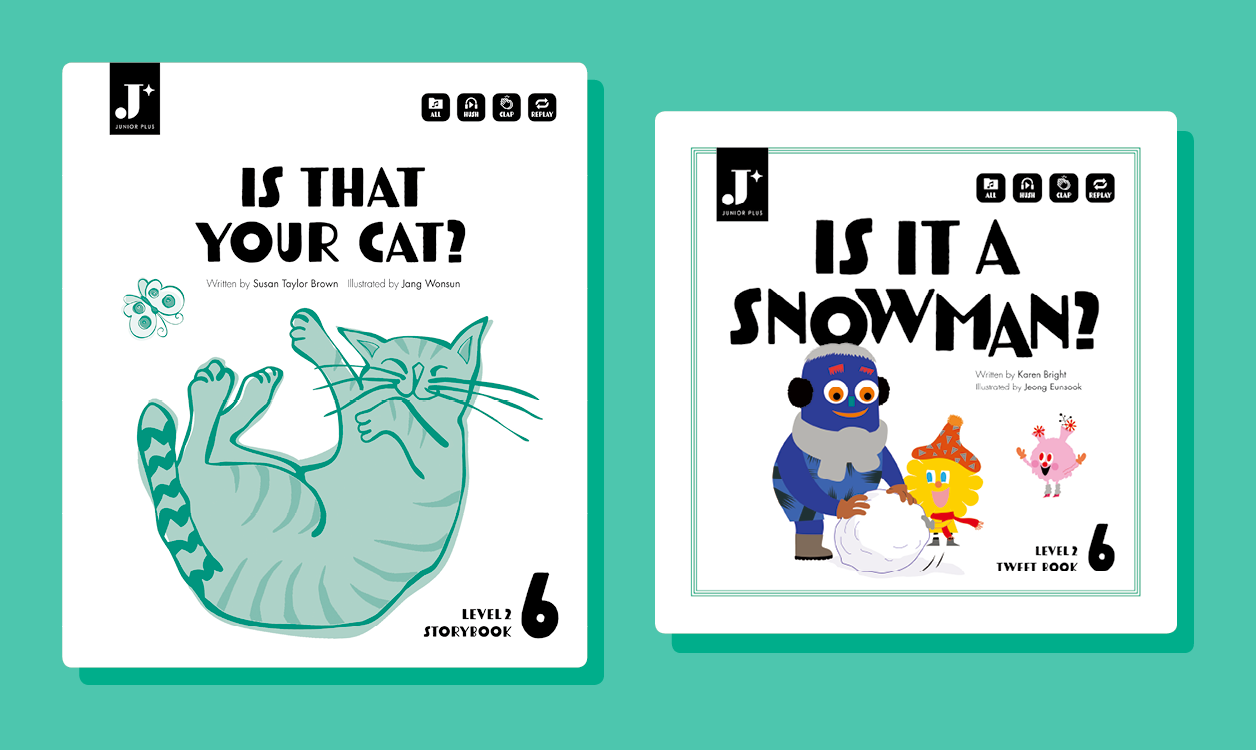 J
JUNIOR PLUS
ALL HUSH CLAP REPLAY
IS THAT
YOUR CAT?
Written by Susan Taylor Brown Illustrated by Jang Wonsun
LEVEL 2
STORYBOOK
6
J
JUNIOR PLUS
ALL HUSH CLAP REPLAY
IS IT A
SNOWMAN?
Written by Karen Bright
Illustrated by Jeong Eunsook
LEVEL 2
TWEET BOOK
6